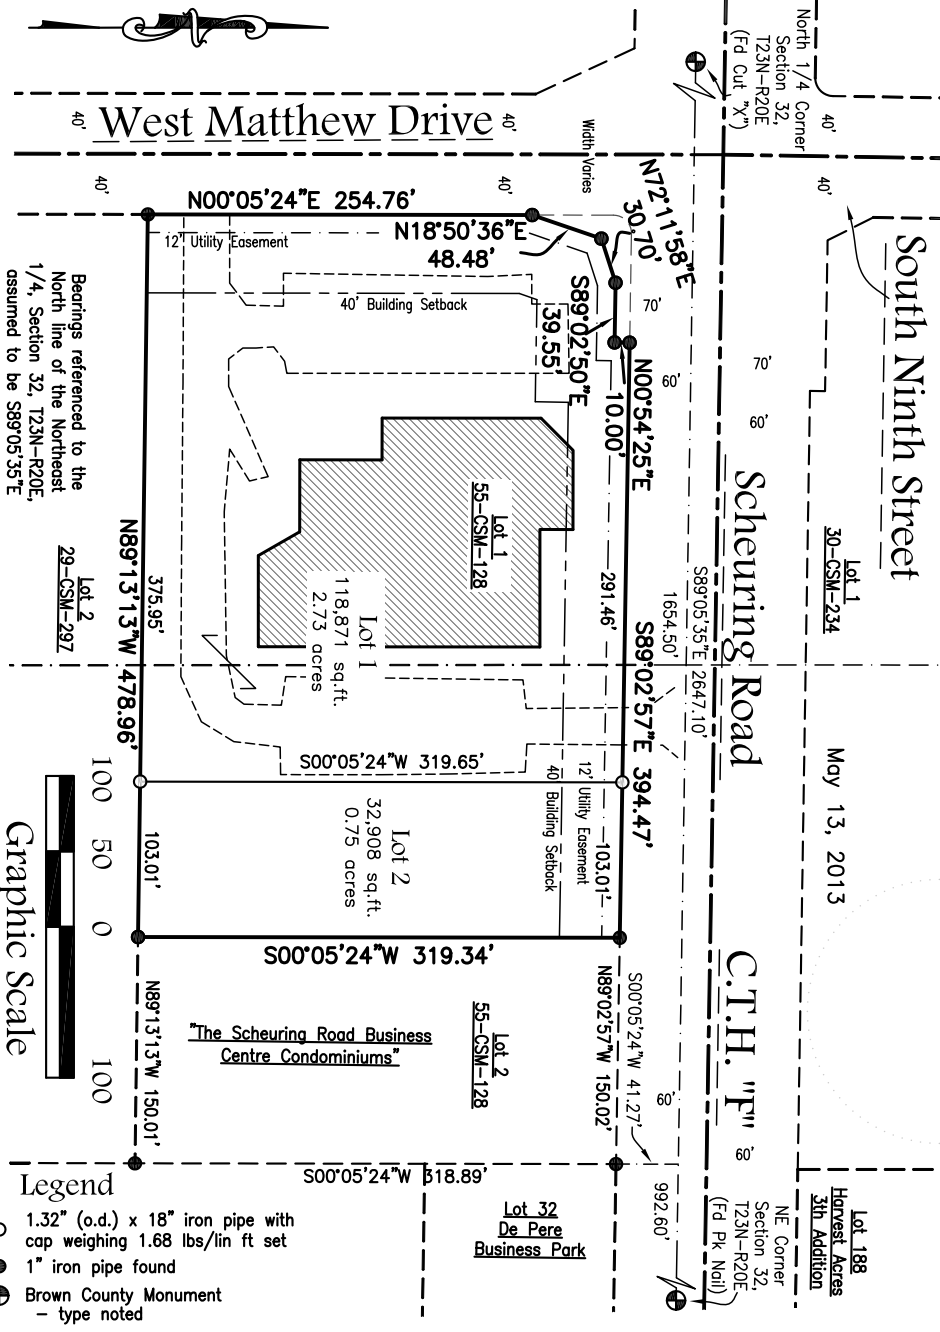 North 1/4 Corner
Section 32,
T23N-R20E
(Fd Cut "X")
40'
40'
40'
West Matthew Drive
40'
40'
40'
Width Varies
South Ninth Street
N00°05'24"E 254.76'
N18°50'36"E
48.48'
N72°11'58"E
30.70'
12' Utility Easement
40' Building Setback
S89°02'50"E
39.55'
N00°54'25"E
10.00'
70'
60'
70'
60'
Bearings referenced to the
North line of the Northeast
1/4, Section 32, T23N-R20E,
assumed to be S89°05'35"E
Lot 1
55-CSM-128
Lot 1
30-CSM-234
Scheuring Road
S89°05'35"E 2647.10'
1654.50'
Lot 2
29-CSM-297
N89°13'13"W 478.96'
375.95'
Lot 1
118,871 sq.ft.
2.73 acres
291.46'
S89°02'57"E 394.47'
S00°05'24"W 319.65'
May 13, 2013
12' Utility Easement
40 Building Setback
Lot 2
32,908 sq.ft.
0.75 acres
103.01'
103.01'
100 50 0 100
Graphic Scale
S00°05'24"W 319.34'
C.T.H. "F"
N89°13'13"W 150.01'
"The Scheuring Road Business
Centre Condominiums"
Lot 2
55-CSM-128
N89°02'57"W 150.02'
S00°05'24"W 41.27'
60'
60'
S00°05'24"W 318.89'
992.60'
Lot 32
De Pere
Business Park
NE Corner
Section 32,
T23N-R20E
(Fd Pk Nail)
Lot 188
Harvest Acres
3th Addition
Legend
1.32" (o.d.) x 18" iron pipe with
cap weighing 1.68 lbs/lin ft set
1" iron pipe found
Brown County Monument
- type noted